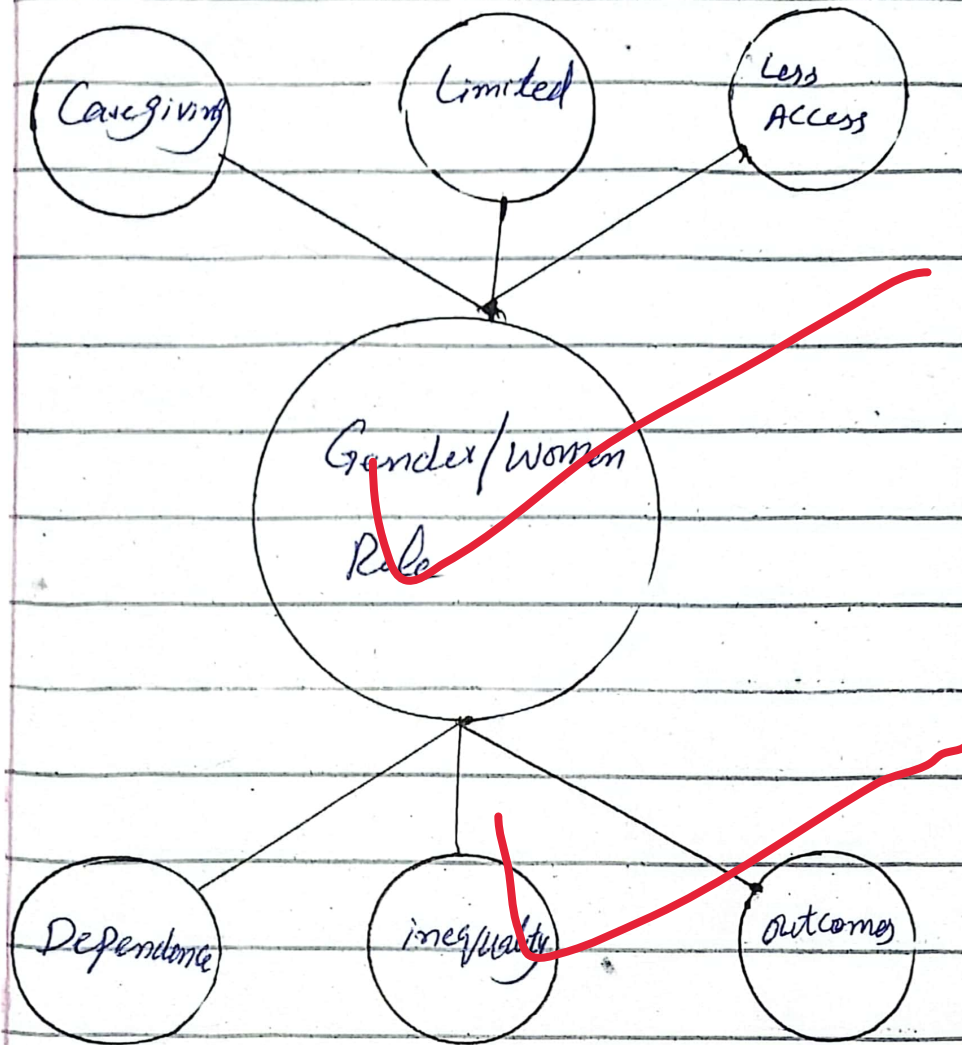 Caregiving
Limited
Less
Access
Gender/women
Role
Dependence
inequality
outcomes